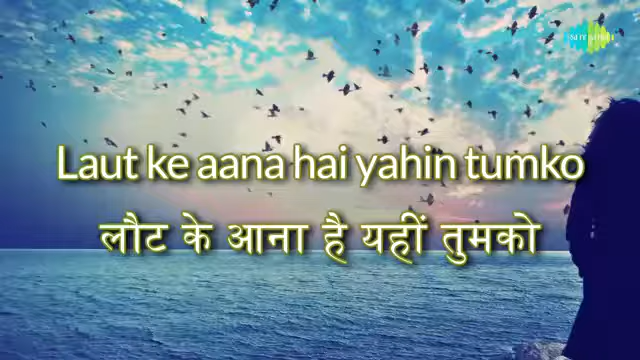 Laut ke aana hai yahin tumko
लौट के आना है यहीं तुमको